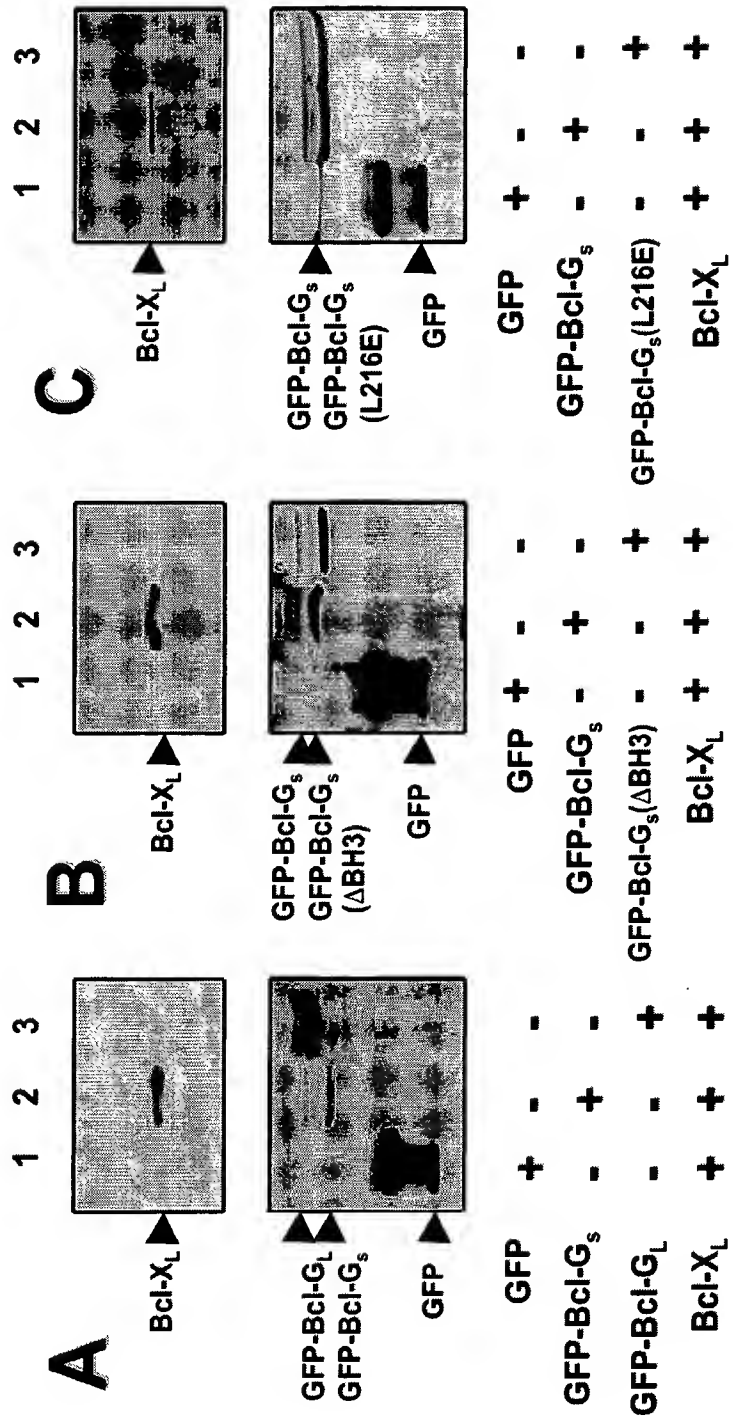 A
1 2 3
Bcl-XL
GFP-Bcl-GL
GFP-Bcl-Gs
GFP
GFP + - -
GFP-Bcl-Gs - + -
GFP-Bcl-GL - - +
Bcl-XL + + +
B
1 2 3
Bcl-XL
GFP-Bcl-Gs
GFP-Bcl-Gs
(ΔBH3)
GFP
GFP + - -
GFP-Bcl-Gs - + -
GFP-Bcl-Gs(ΔBH3) - - +
Bcl-XL + + +
C
1 2 3
Bcl-XL
GFP-Bcl-Gs
GFP-Bcl-Gs
(L216E)
GFP
GFP + - -
GFP-Bcl-Gs - + -
GFP-Bcl-Gs(L216E) - - +
Bcl-XL + + +